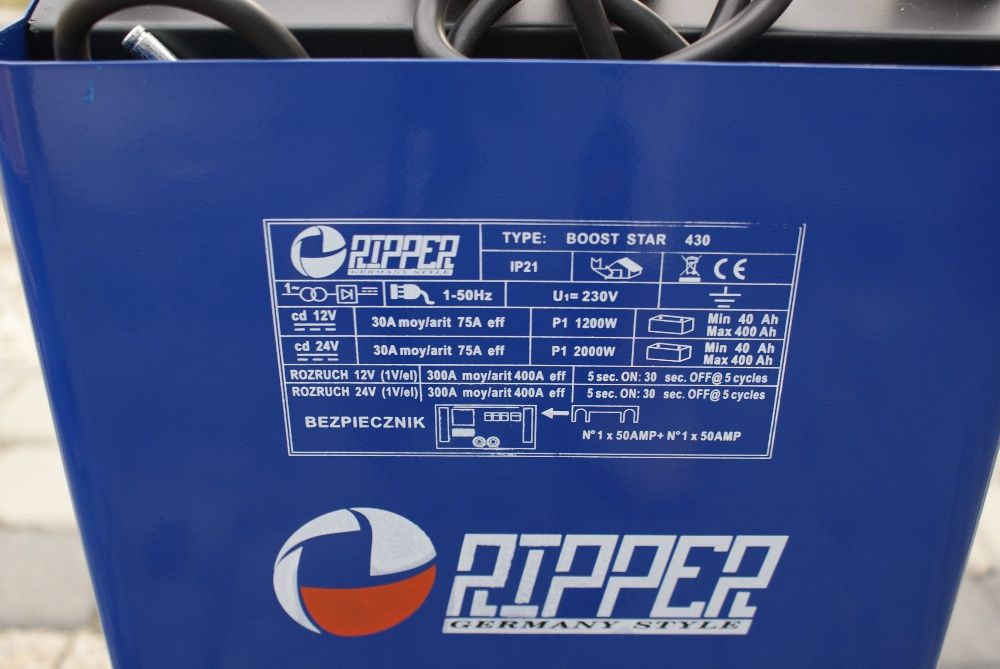 RIPPER
GERMANY STYLE
TYPE: BOOST STAR 430
IP21
CE
1~
1-50Hz
U1= 230V
cd 12V
30A moy/arit 75A eff
P1 1200W
Min 40 Ah
Max 400 Ah
cd 24V
30A moy/arit 75A eff
P1 2000W
Min 40 Ah
Max 400 Ah
ROZRUCH 12V (1V/el) 300A moy/arit 400A eff 5 sec. ON: 30 sec. OFF@5 cycles
ROZRUCH 24V (1V/el) 300A moy/arit 400A eff 5 sec. ON: 30 sec. OFF@5 cycles
BEZPIECZNIK
N°1 x 50AMP+ N°1 x 50AMP
RIPPER
GERMANY STYLE